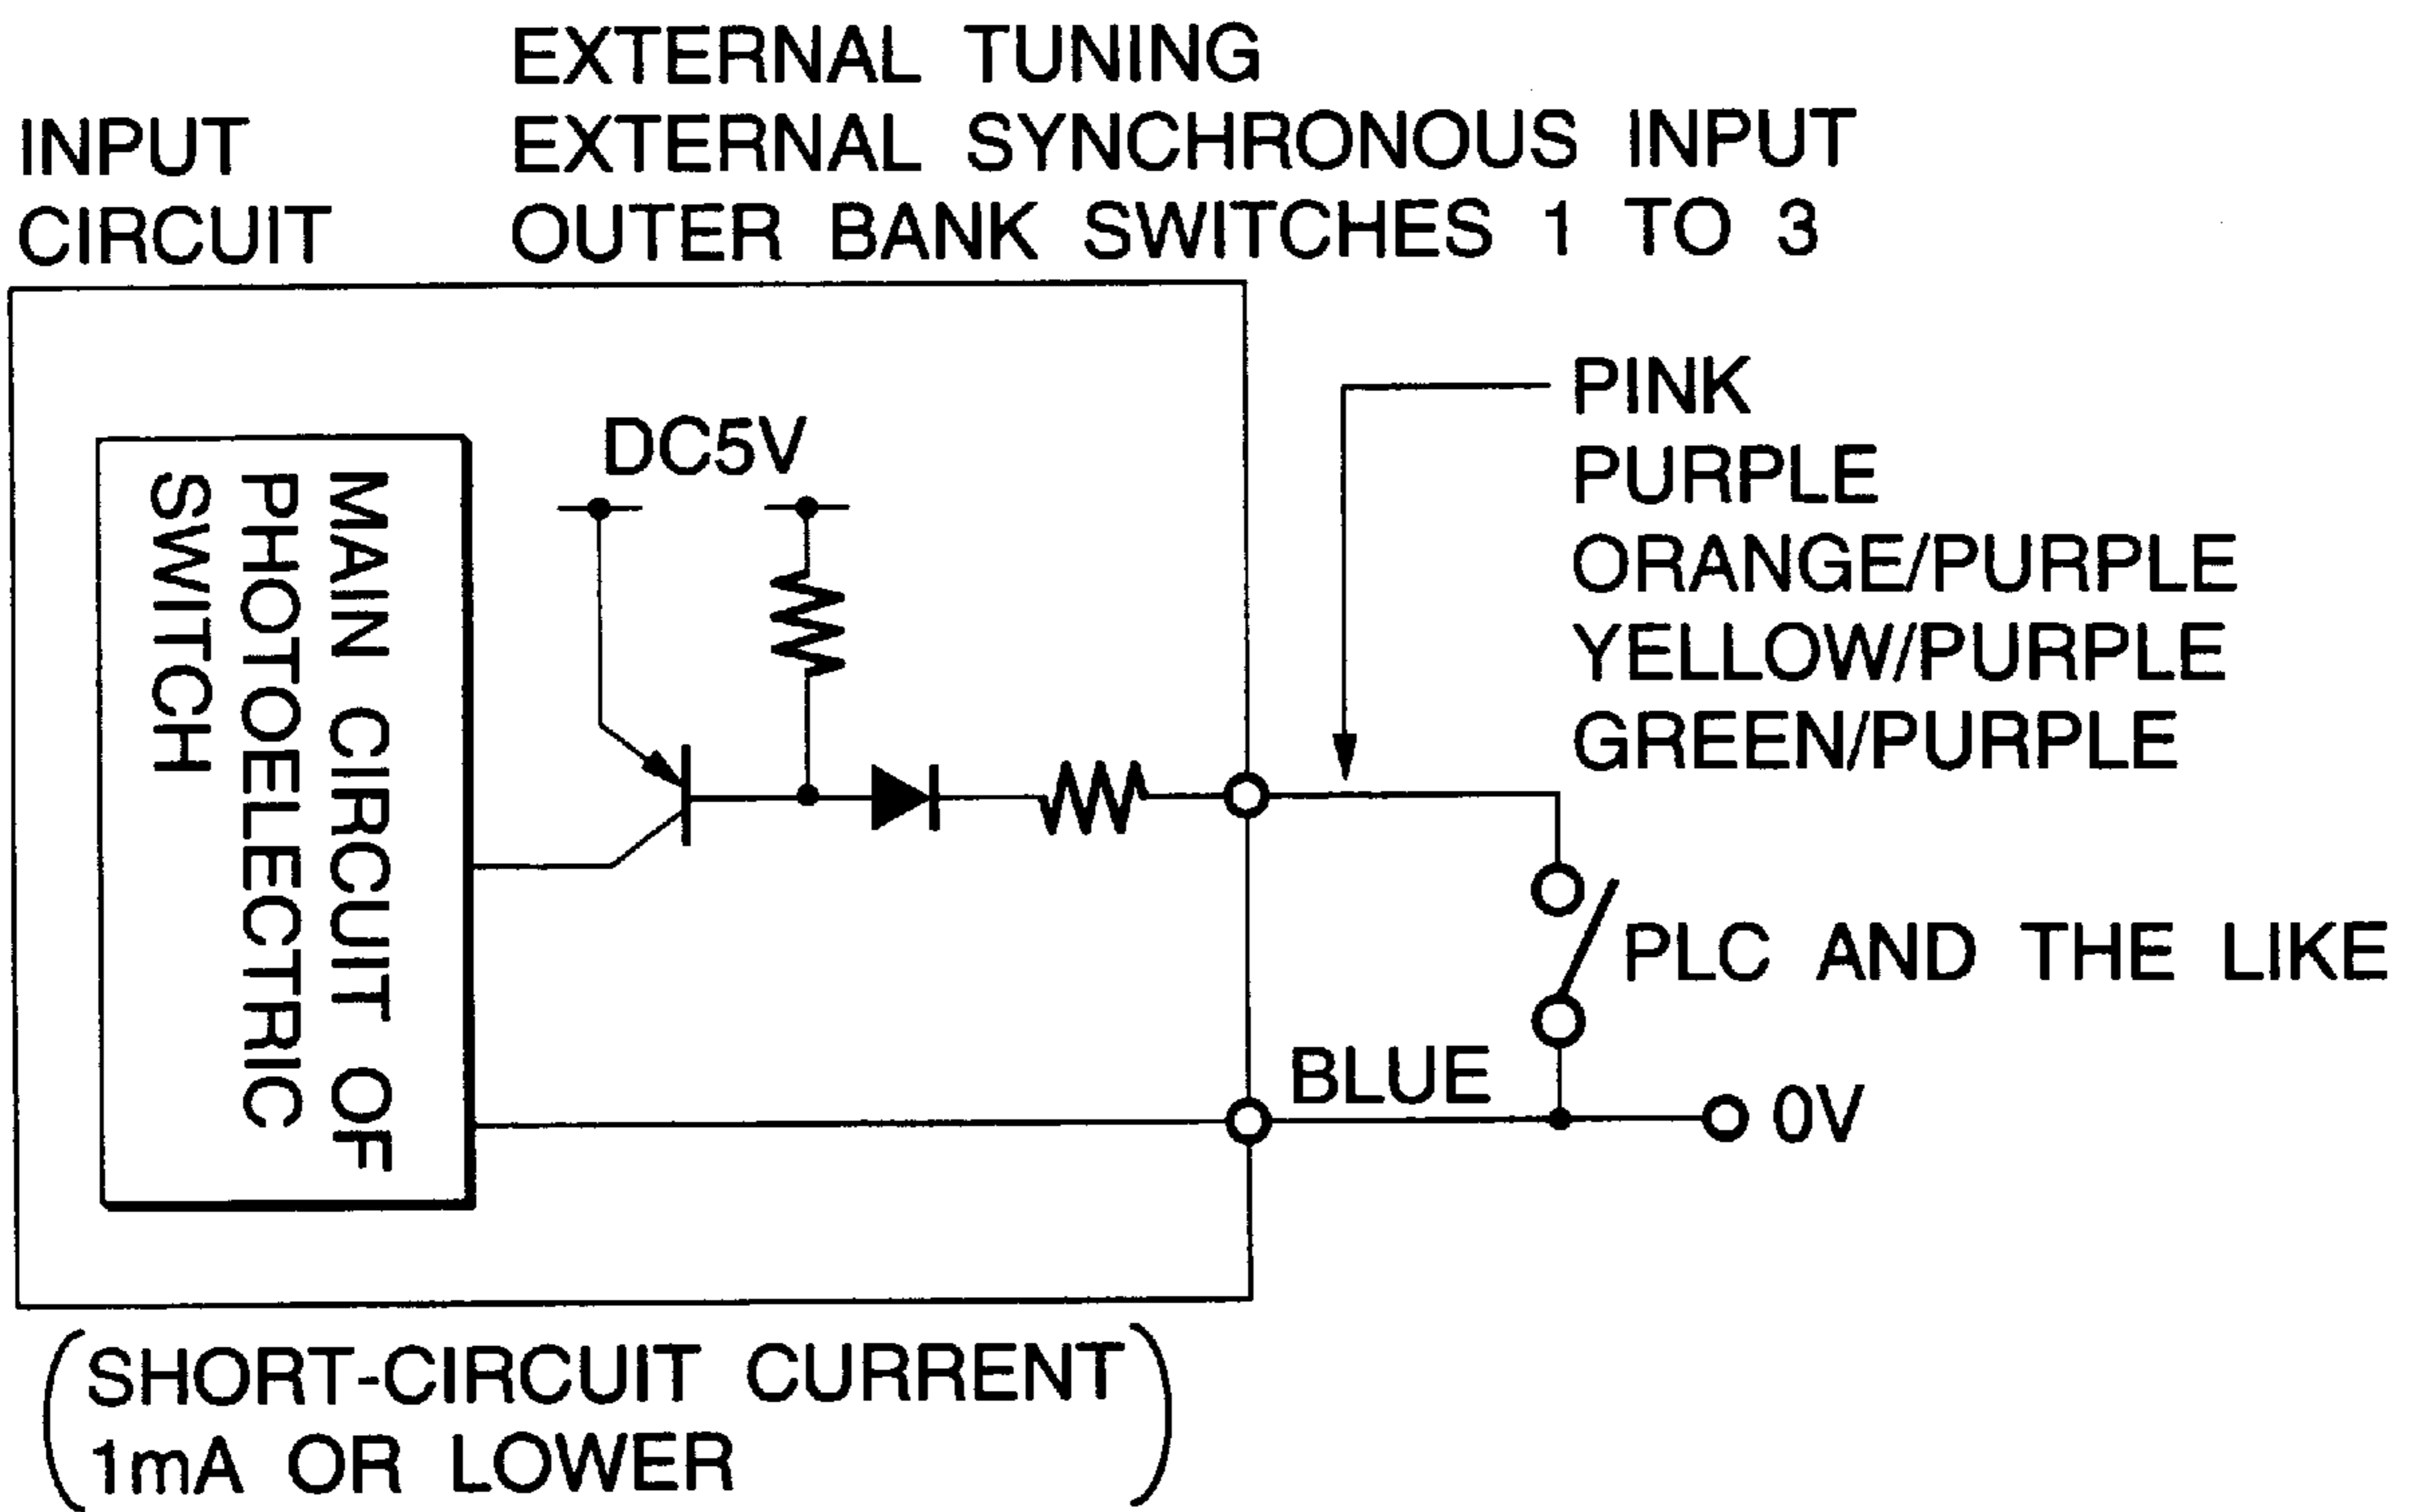 EXTERNAL TUNING
INPUT EXTERNAL SYNCHRONOUS INPUT
CIRCUIT OUTER BANK SWITCHES 1 TO 3
PINK
PURPLE
ORANGE/PURPLE
YELLOW/PURPLE
GREEN/PURPLE
DC5V
MAIN CIRCUIT OF
PHOTOELECTRIC
SWITCH
PLC AND THE LIKE
BLUE
0V
(SHORT-CIRCUIT CURRENT
1mA OR LOWER)